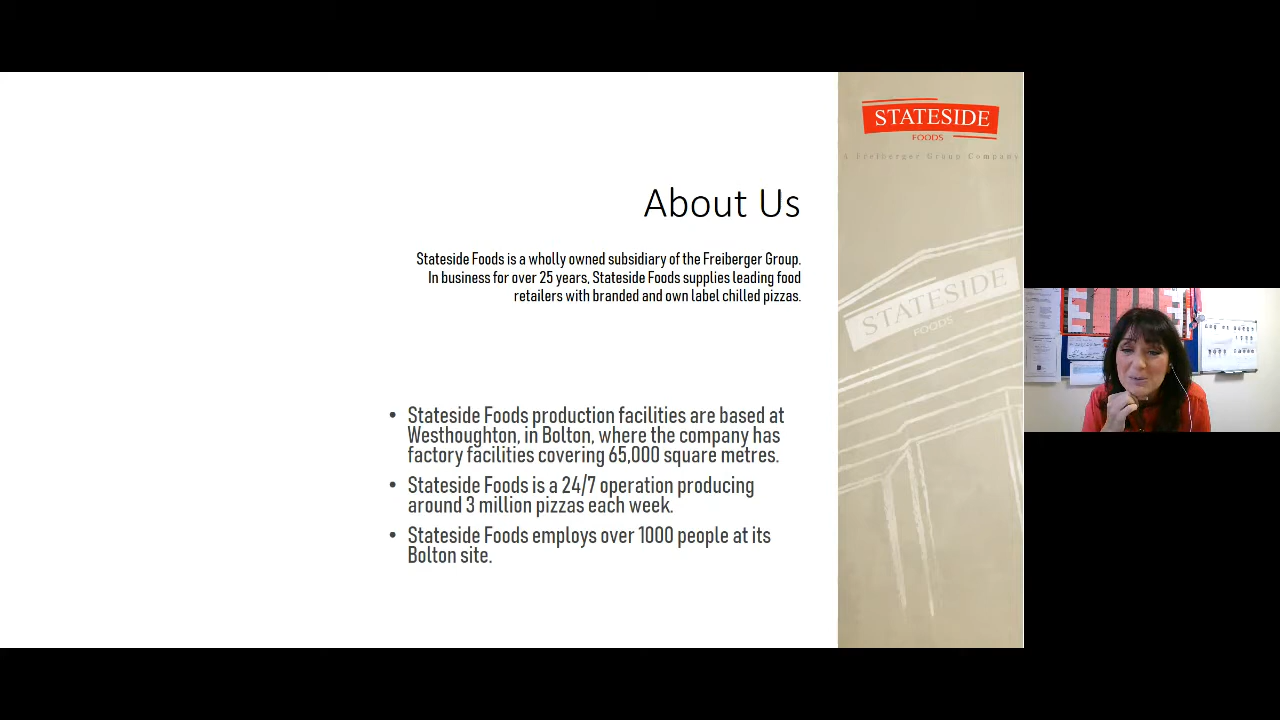 STATESIDE
FOODS
A Freiberger Group Company
About Us
Stateside Foods is a wholly owned subsidiary of the Freiberger Group.
In business for over 25 years, Stateside Foods supplies leading food
retailers with branded and own label chilled pizzas.
STATESIDE
FOODS
• Stateside Foods production facilities are based at
Westhoughton, in Bolton, where the company has
factory facilities covering 65,000 square metres.
• Stateside Foods is a 24/7 operation producing
around 3 million pizzas each week.
• Stateside Foods employs over 1000 people at its
Bolton site.